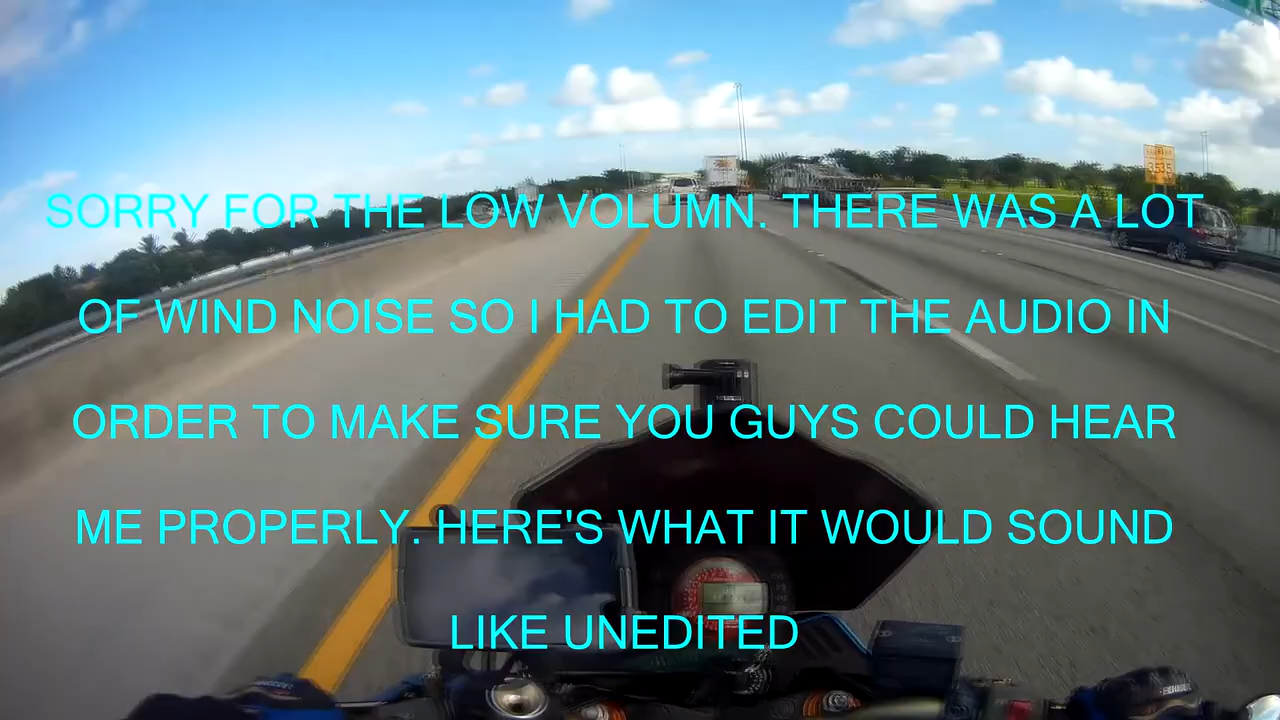 SORRY FOR THE LOW VOLUMN. THERE WAS A LOT
OF WIND NOISE SO I HAD TO EDIT THE AUDIO IN
ORDER TO MAKE SURE YOU GUYS COULD HEAR
ME PROPERLY. HERE'S WHAT IT WOULD SOUND
LIKE UNEDITED